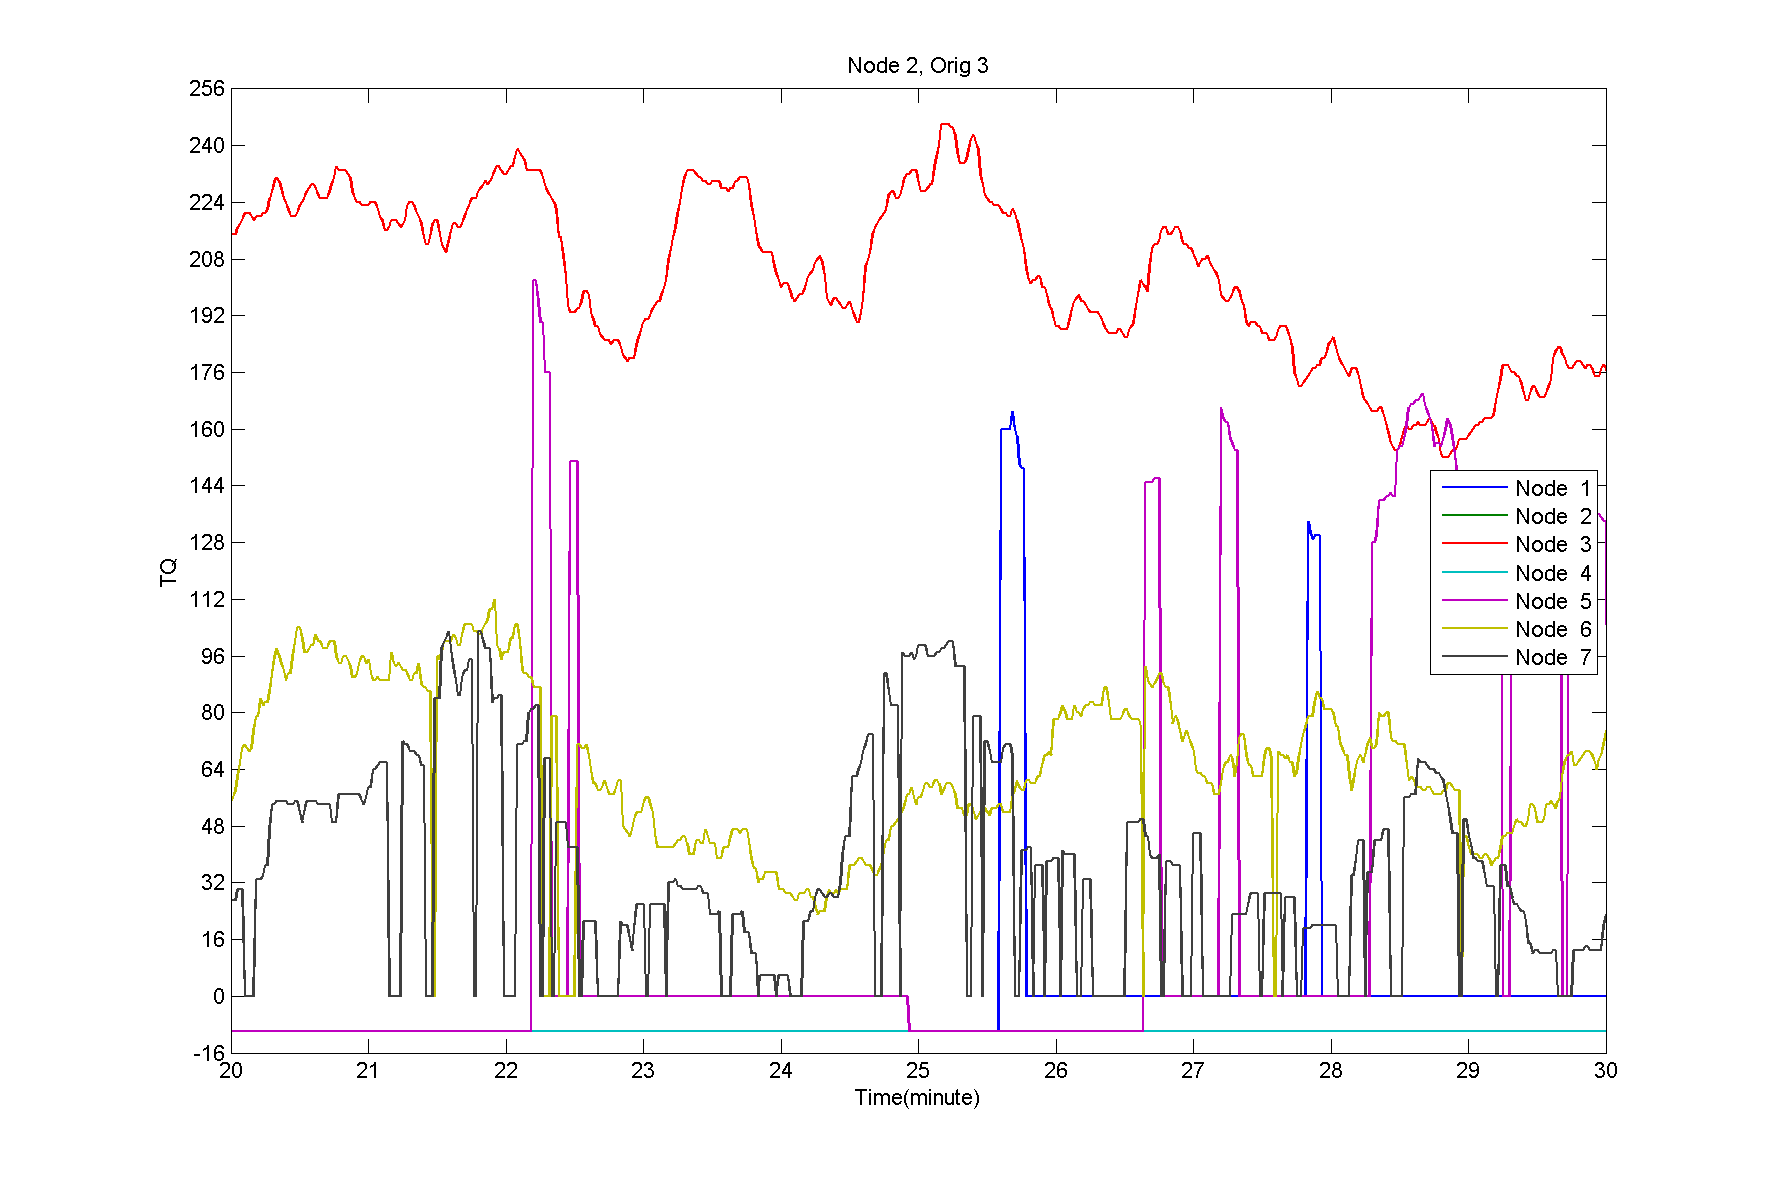 Node 2, Orig 3
256
240
224
208
192
176
160
144
128
112
96
80
64
48
32
16
0
-16
TQ
Node 1
Node 2
Node 3
Node 4
Node 5
Node 6
Node 7
20 21 22 23 24 25 26 27 28 29 30
Time(minute)